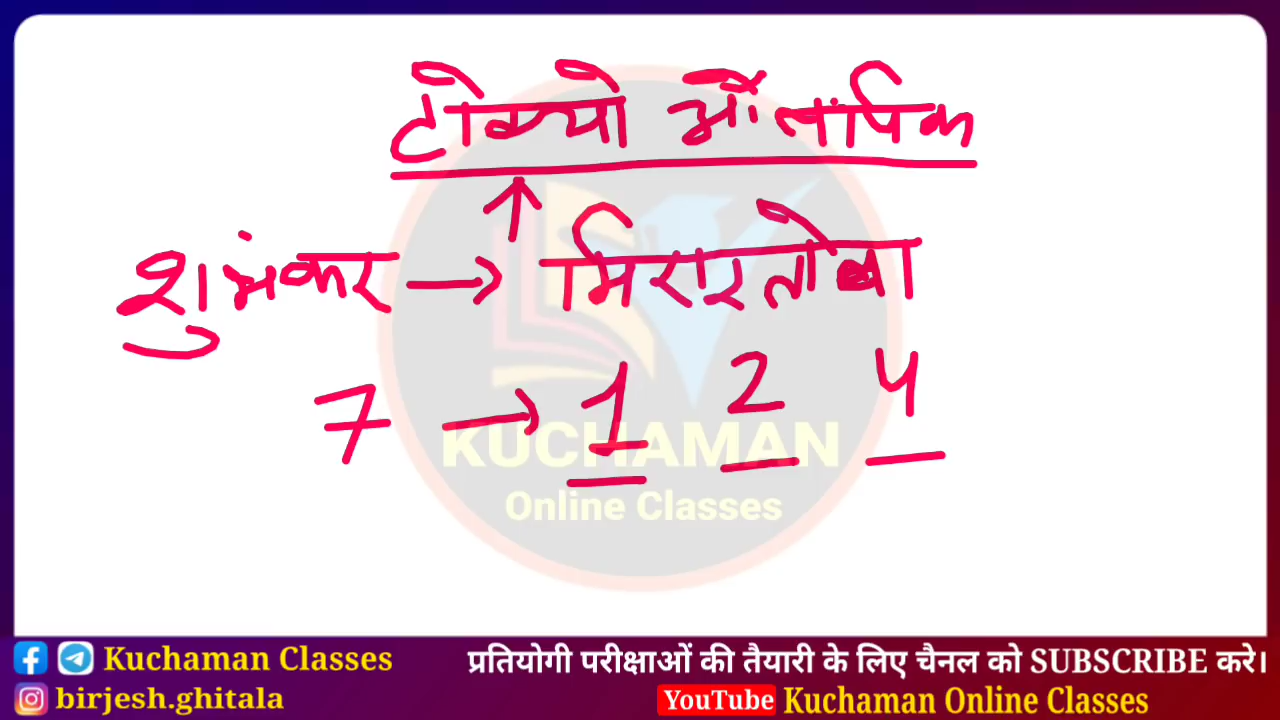 टोक्यो ओलंपिक
शुभंकर → मिरारतोवा
7 → 1 2 4
KUCHAMAN
Online Classes
Kuchaman Classes
प्रतियोगी परीक्षाओं की तैयारी के लिए चैनल को SUBSCRIBE करे।
birjesh.ghitala
YouTube Kuchaman Online Classes